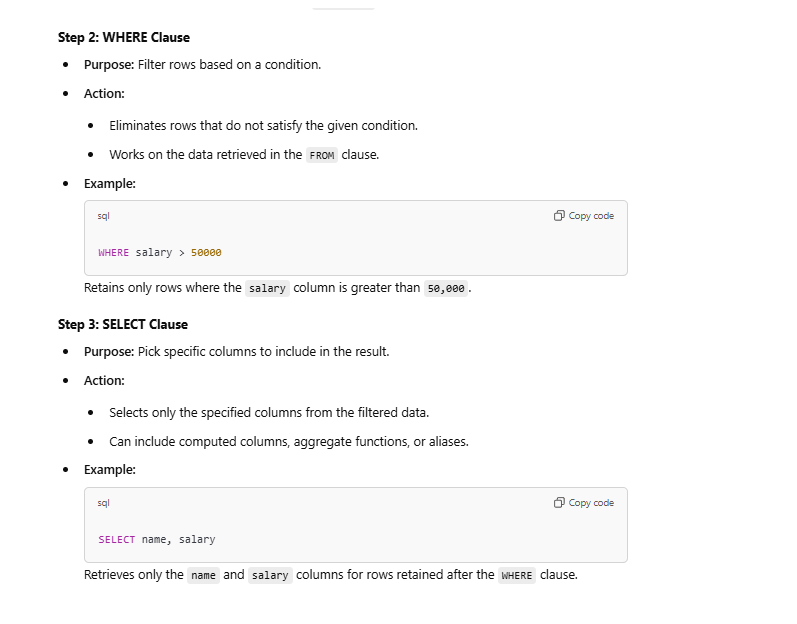 Step 2: WHERE Clause
• Purpose: Filter rows based on a condition.
• Action:
• Eliminates rows that do not satisfy the given condition.
• Works on the data retrieved in the FROM clause.
• Example:
sql Copy code
WHERE salary > 50000
Retains only rows where the salary column is greater than 50,000.
Step 3: SELECT Clause
• Purpose: Pick specific columns to include in the result.
• Action:
• Selects only the specified columns from the filtered data.
• Can include computed columns, aggregate functions, or aliases.
• Example:
sql Copy code
SELECT name, salary
Retrieves only the name and salary columns for rows retained after the WHERE clause.